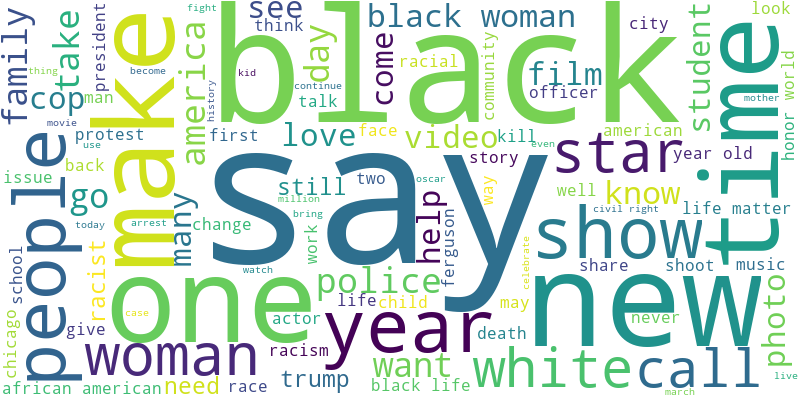 black
say
new
time
one
make
people
year
woman
white
call
show
star
family
take
cop
man
president
fight
thing
become
kid
movie
protest
use
america
history
see
think
day
talk
continue
first
love
come
black woman
racial
community
film
officer
city
student
look
world
honor
mother
video
kill
face
american
year old
even
story
two
still
oscar
million
bring
way
well
know
civil right
life matter
back
issue
go
today
arrest
many
change
work
help
ferguson
share
shoot
music
school
racist
watch
police
life
child
may
celebrate
never
photo
give
case
actor
death
chicago
racism
want
need
race
trump
black life
african american
march
live